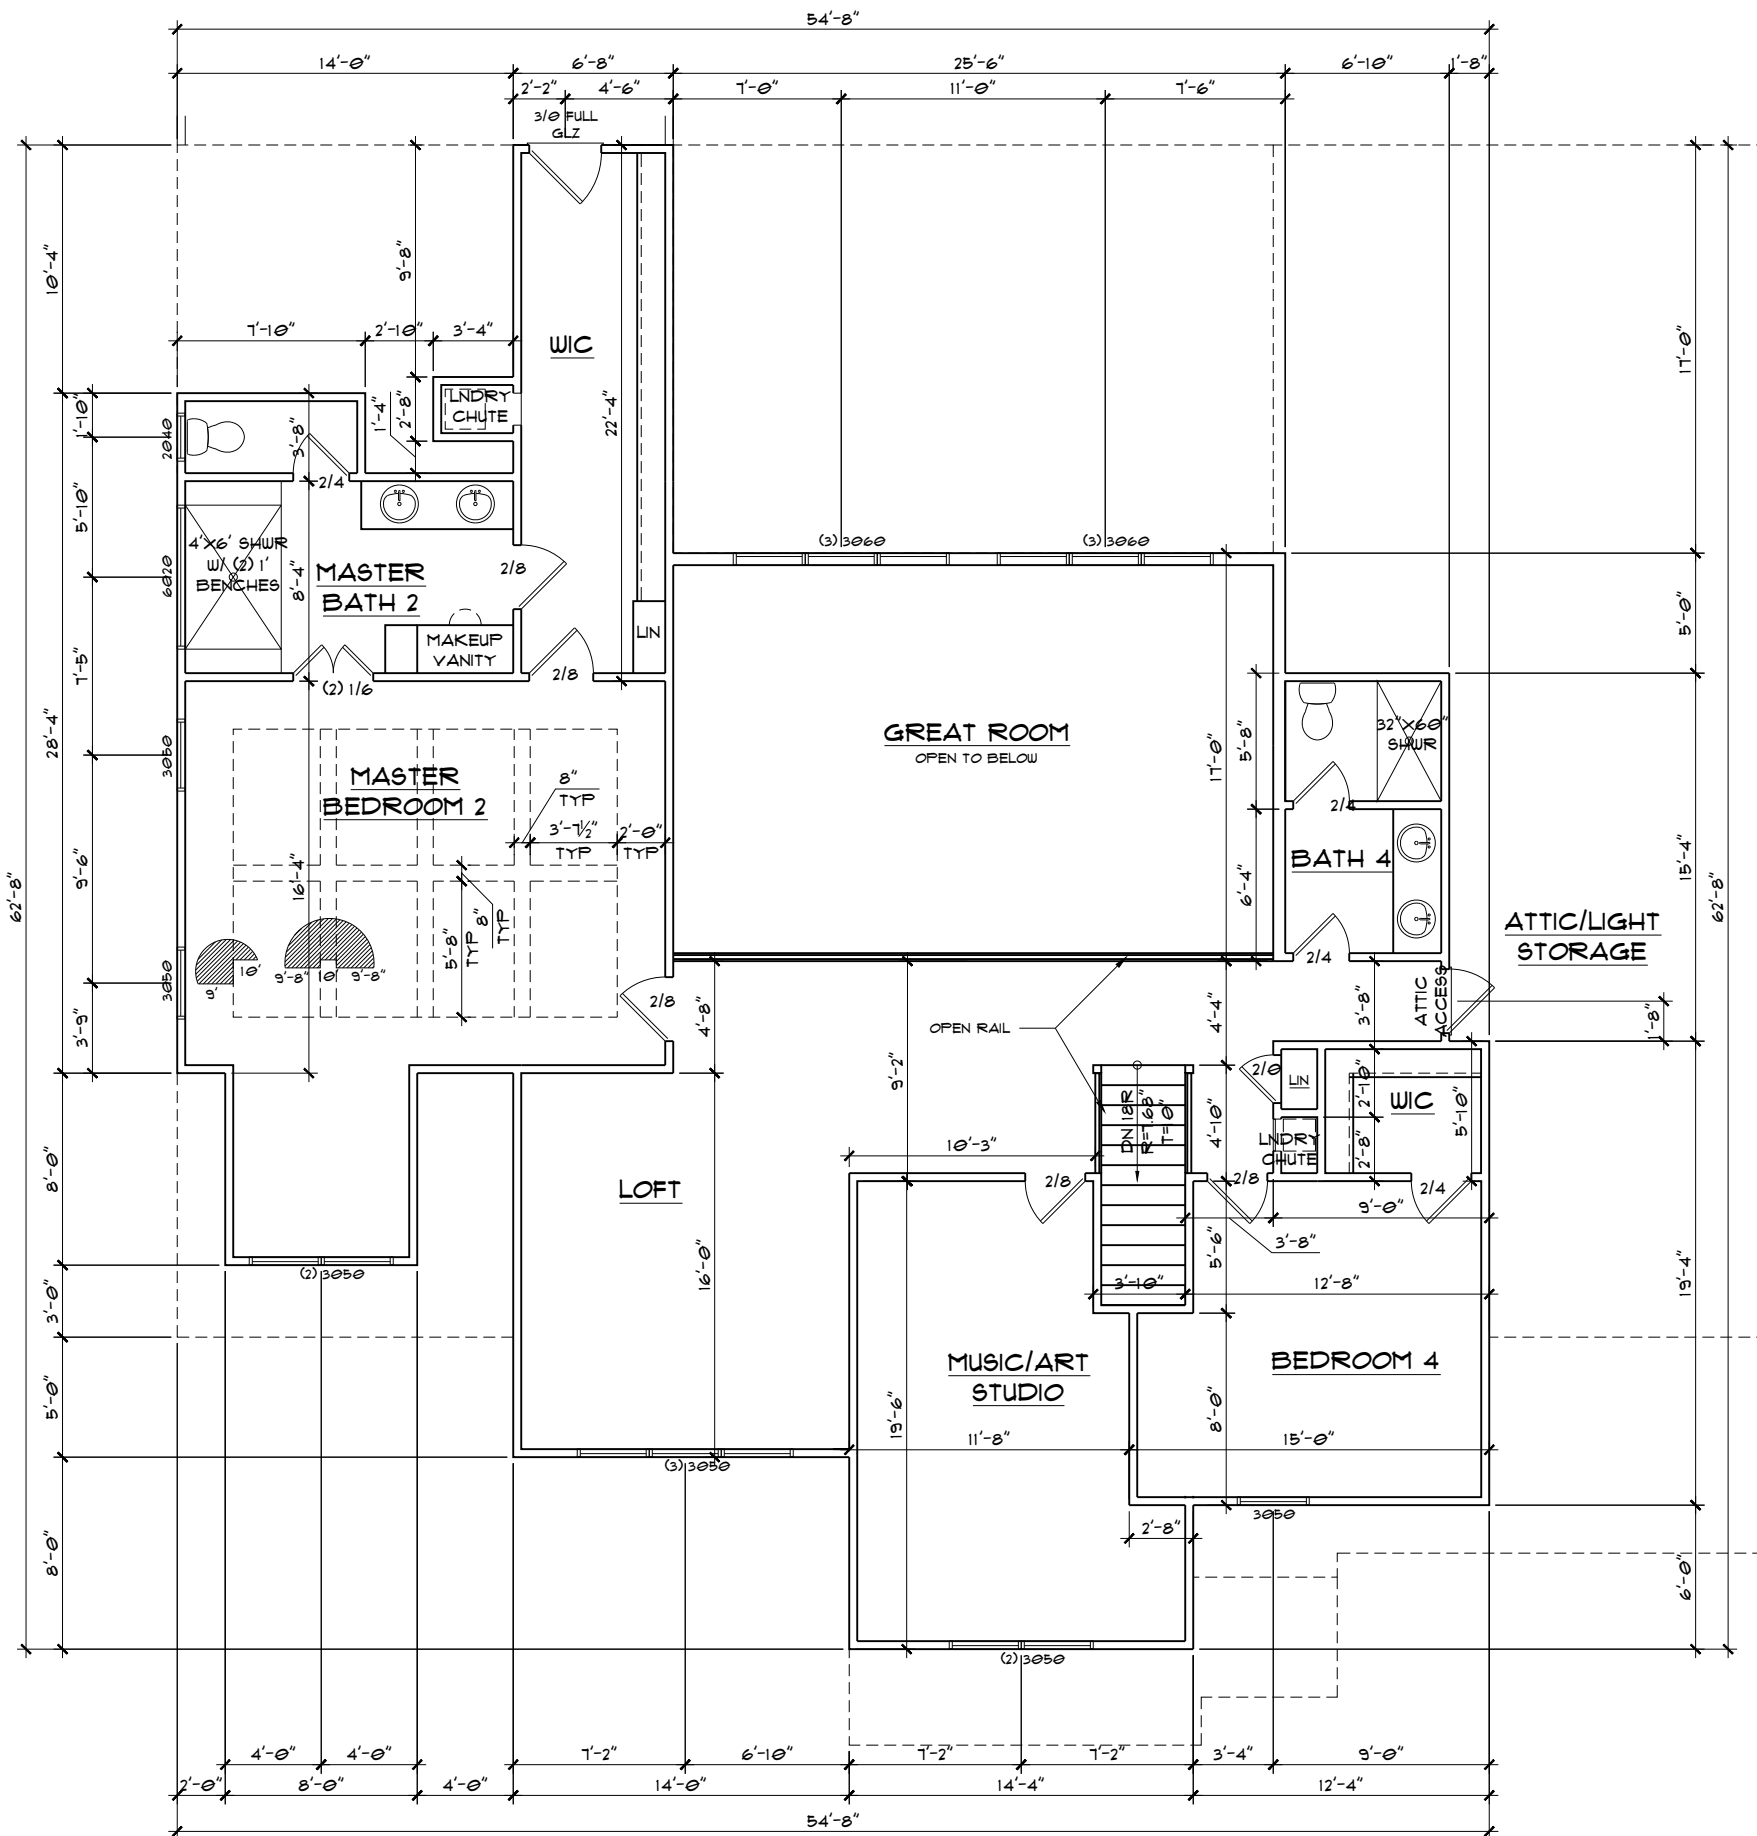 54'-8"
14'-0"
6'-8"
25'-6"
6'-10"
1'-8"
2'-2"
4'-6"
7'-0"
11'-0"
7'-6"
3/0 FULL
GLZ
10'-4"
9'-8"
17'-0"
7'-10"
2'-10"
3'-4"
WIC
22'-4"
LNDRY
CHUTE
1'-4"
2'-8"
1'-10"
2040
3'-8"
2/4
5'-10"
(3) 3060
(3) 3060
4'X6' SHWR
W/ (2) 1'
BENCHES
6020
8'-4"
MASTER
BATH 2
2/8
MAKEUP
VANITY
LIN
5'-0"
7'-5"
(2) 1/6
2/8
28'-4"
3050
MASTER
BEDROOM 2
8"
TYP
3'-7½"
TYP
2'-0"
TYP
GREAT ROOM
OPEN TO BELOW
17'-0"
5'-8"
32"X60"
SHWR
2/4
62'-8"
9'-6"
16'-4"
8"
TYP
5'-8"
TYP
6'-4"
BATH 4
15'-4"
62'-8"
ATTIC/LIGHT
STORAGE
3050
9'
10'
9'-8"
10'
9'-8"
2/8
2/4
3'-9"
4'-8"
OPEN RAIL
4'-4"
3'-8"
ATTIC
ACCESS
1'-8"
9'-2"
2/0
LIN
2'-10"
WIC
5'-10"
DN 18R
R=7.68"
T=10"
4'-10"
LNDRY
CHUTE
2'-8"
8'-0"
LOFT
10'-3"
2/8
2/8
2/4
9'-0"
3'-8"
5'-6"
16'-0"
(2) 3050
3'-10"
12'-8"
3'-0"
19'-4"
MUSIC/ART
STUDIO
BEDROOM 4
5'-0"
19'-6"
8'-0"
11'-8"
15'-0"
(3) 3050
3050
2'-8"
8'-0"
6'-0"
(2) 3050
4'-0"
4'-0"
7'-2"
6'-10"
7'-2"
7'-2"
3'-4"
9'-0"
2'-0"
8'-0"
4'-0"
14'-0"
14'-4"
12'-4"
54'-8"